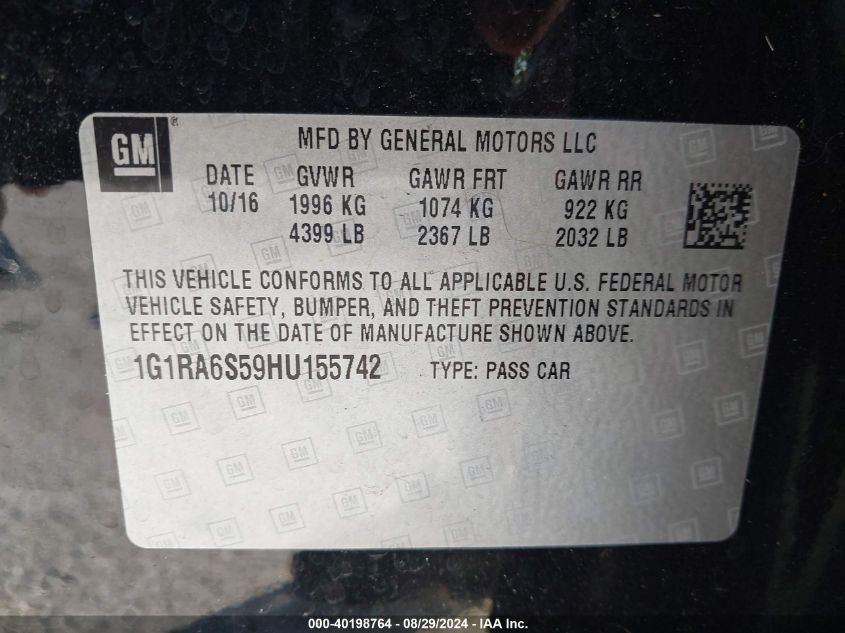 GM ®
MFD BY GENERAL MOTORS LLC
DATE GVWR GAWR FRT GAWR RR
10/16 1996 KG 1074 KG 922 KG
4399 LB 2367 LB 2032 LB
THIS VEHICLE CONFORMS TO ALL APPLICABLE U.S. FEDERAL MOTOR
VEHICLE SAFETY, BUMPER, AND THEFT PREVENTION STANDARDS IN
EFFECT ON THE DATE OF MANUFACTURE SHOWN ABOVE.
1G1RA6S59HU155742 TYPE: PASS CAR
000-40198764 - 08/29/2024 - IAA Inc.